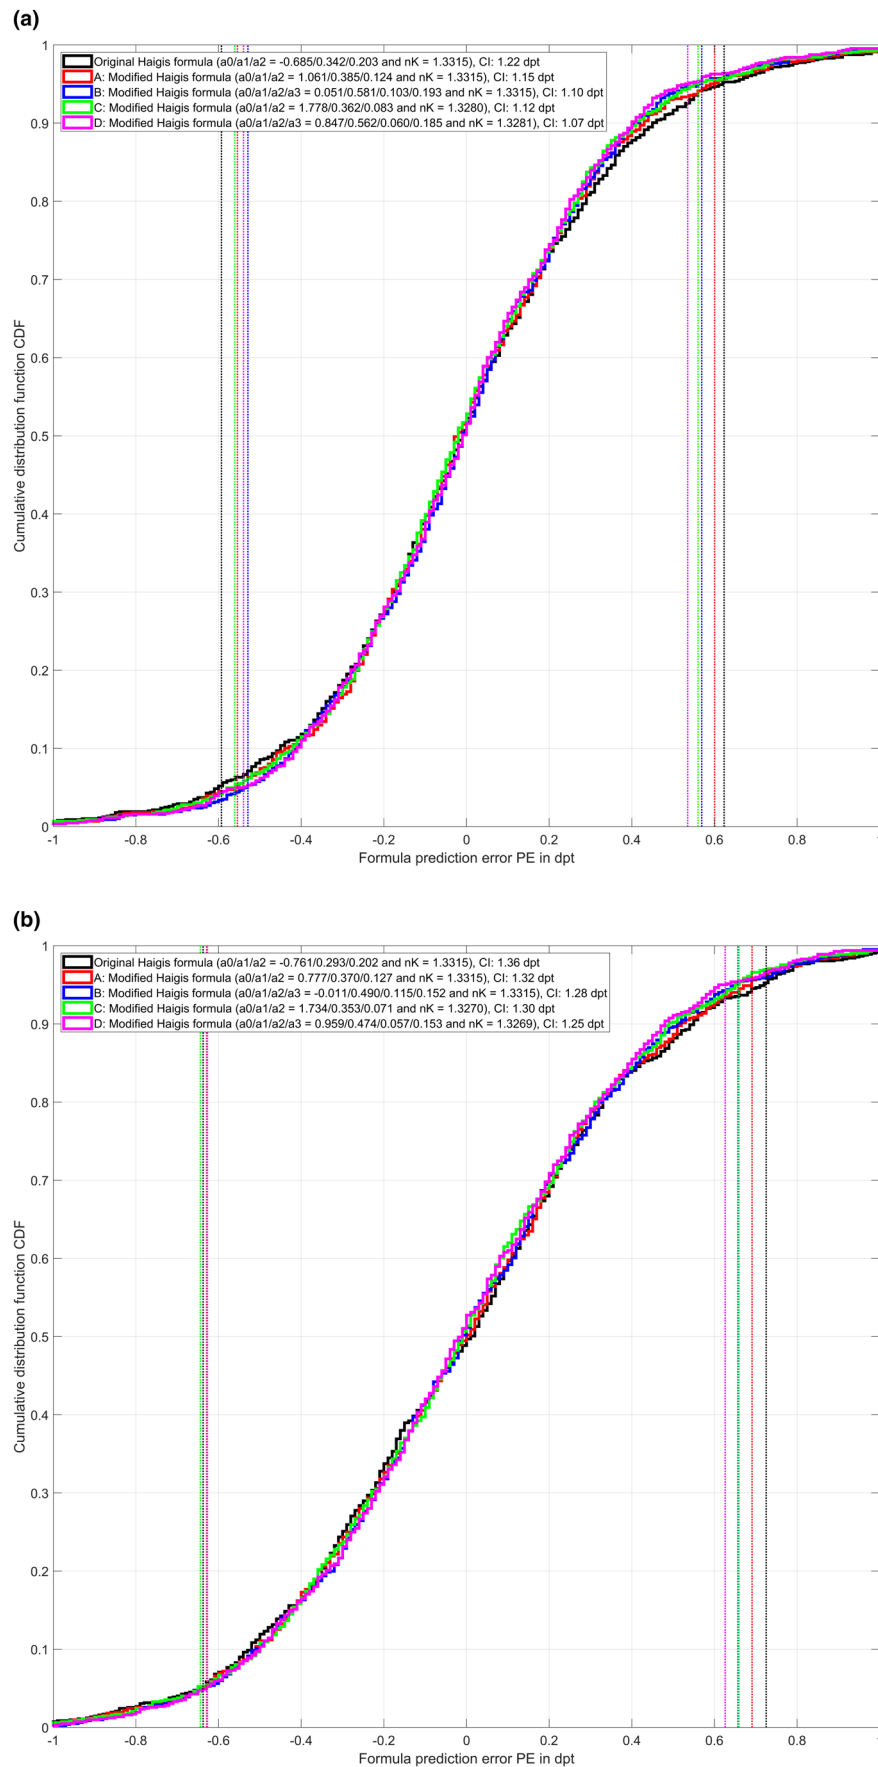 (a)
1
0.9
0.8
0.7
0.6
0.5
0.4
0.3
0.2
0.1
0
Cumulative distribution function CDF
Original Haigis formula (a0/a1/a2 = -0.685/0.342/0.203 and nK = 1.3315), CI: 1.22 dpt
A: Modified Haigis formula (a0/a1/a2 = 1.061/0.385/0.124 and nK = 1.3315), CI: 1.15 dpt
B: Modified Haigis formula (a0/a1/a2/a3 = 0.051/0.581/0.103/0.193 and nK = 1.3315), CI: 1.10 dpt
C: Modified Haigis formula (a0/a1/a2 = 1.778/0.362/0.083 and nK = 1.3280), CI: 1.12 dpt
D: Modified Haigis formula (a0/a1/a2/a3 = 0.847/0.562/0.060/0.185 and nK = 1.3281), CI: 1.07 dpt
-1 -0.8 -0.6 -0.4 -0.2 0 0.2 0.4 0.6 0.8 1
Formula prediction error PE in dpt
(b)
1
0.9
0.8
0.7
0.6
0.5
0.4
0.3
0.2
0.1
0
Cumulative distribution function CDF
Original Haigis formula (a0/a1/a2 = -0.761/0.293/0.202 and nK = 1.3315), CI: 1.36 dpt
A: Modified Haigis formula (a0/a1/a2 = 0.777/0.370/0.127 and nK = 1.3315), CI: 1.32 dpt
B: Modified Haigis formula (a0/a1/a2/a3 = -0.011/0.490/0.115/0.152 and nK = 1.3315), CI: 1.28 dpt
C: Modified Haigis formula (a0/a1/a2 = 1.734/0.353/0.071 and nK = 1.3270), CI: 1.30 dpt
D: Modified Haigis formula (a0/a1/a2/a3 = 0.959/0.474/0.057/0.153 and nK = 1.3269), CI: 1.25 dpt
-1 -0.8 -0.6 -0.4 -0.2 0 0.2 0.4 0.6 0.8 1
Formula prediction error PE in dpt